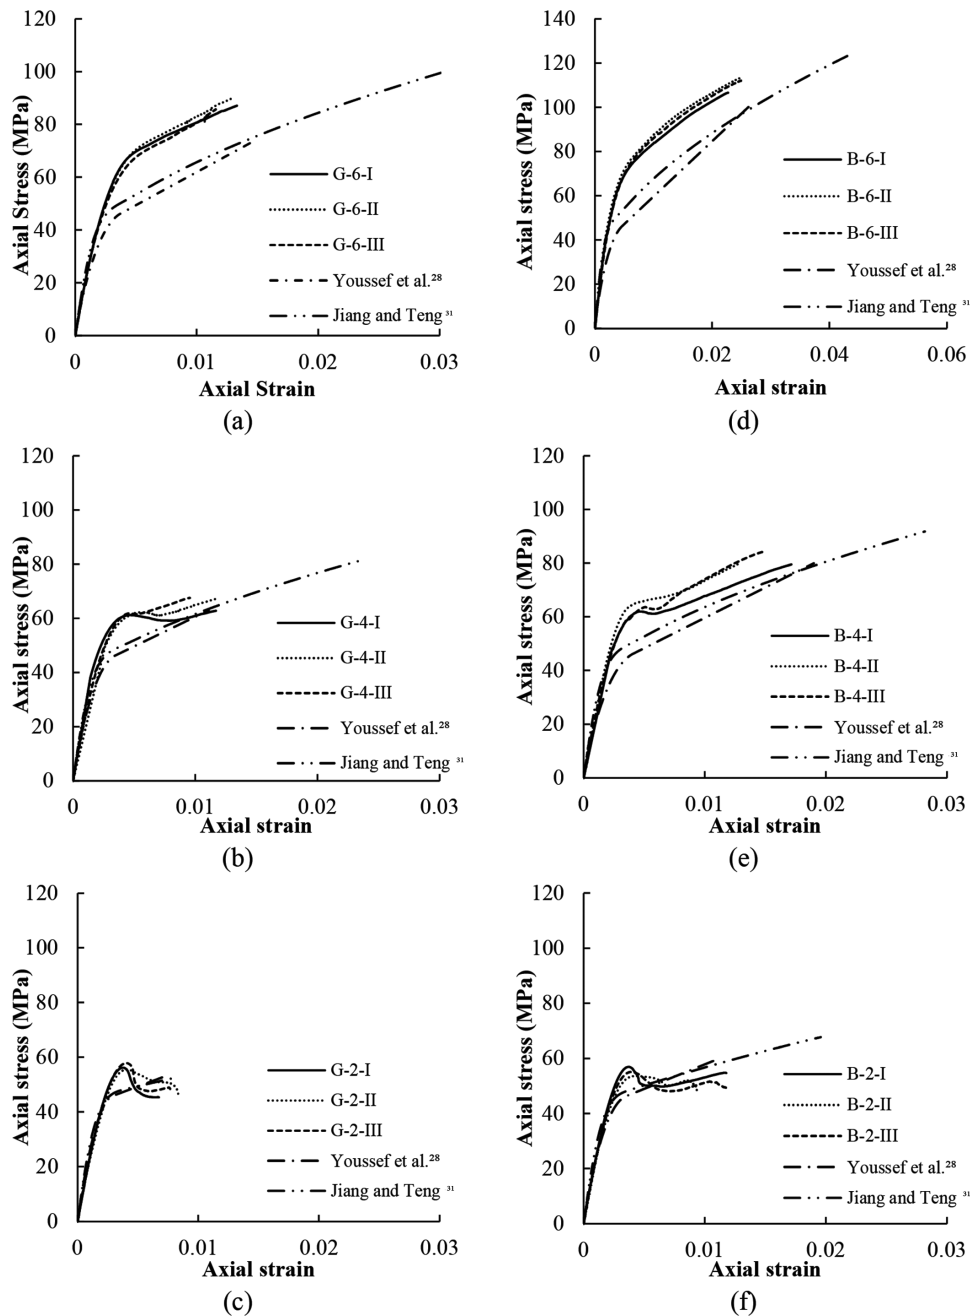 120
100
80
60
40
20
0
Axial Stress (MPa)
G-6-I
G-6-II
G-6-III
Youssef et al.²⁸
Jiang and Teng ³¹
0 0.01 0.02 0.03
Axial Strain
(a)
140
120
100
80
60
40
20
0
Axial stress (MPa)
B-6-I
B-6-II
B-6-III
Youssef et al.²⁸
Jiang and Teng ³¹
0 0.02 0.04 0.06
Axial strain
(d)
120
100
80
60
40
20
0
Axial stress (MPa)
G-4-I
G-4-II
G-4-III
Youssef et al.²⁸
Jiang and Teng ³¹
0 0.01 0.02 0.03
Axial strain
(b)
120
100
80
60
40
20
0
Axial stress (MPa)
B-4-I
B-4-II
B-4-III
Youssef et al.²⁸
Jiang and Teng ³¹
0 0.01 0.02 0.03
Axial strain
(e)
120
100
80
60
40
20
0
Axial stress (MPa)
G-2-I
G-2-II
G-2-III
Youssef et al.²⁸
Jiang and Teng ³¹
0 0.01 0.02 0.03
Axial strain
(c)
120
100
80
60
40
20
0
Axial stress (MPa)
B-2-I
B-2-II
B-2-III
Youssef et al.²⁸
Jiang and Teng ³¹
0 0.01 0.02 0.03
Axial strain
(f)